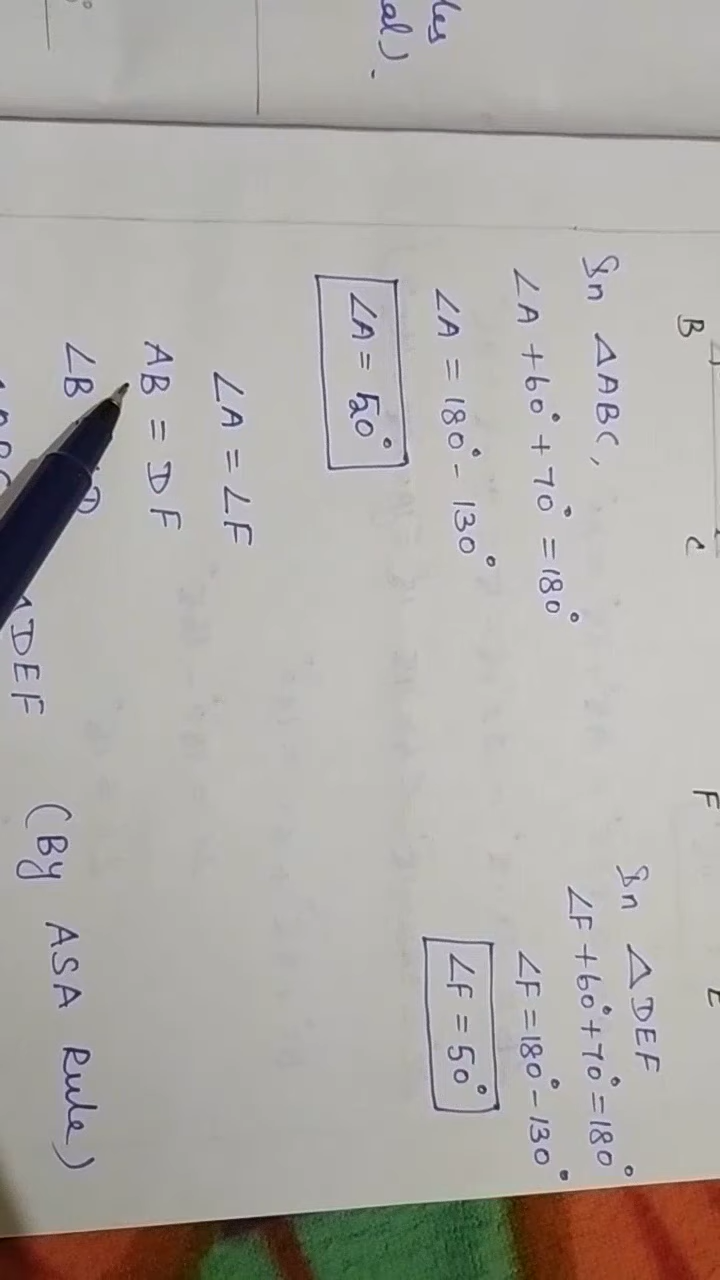 B
C
In △ABC,
∠A + 60° + 70° = 180°
∠A = 180° - 130°
∠A = 50°
F
E
In △DEF
∠F + 60° + 70° = 180°
∠F = 180° - 130°
∠F = 50°
∠A = ∠F
AB = DF
∠B D
DEF (By ASA Rule)